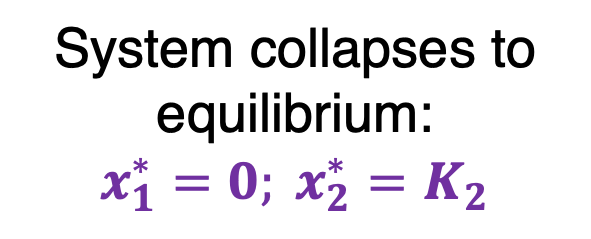 System collapses to
equilibrium:
x₁* = 0; x₂* = K₂